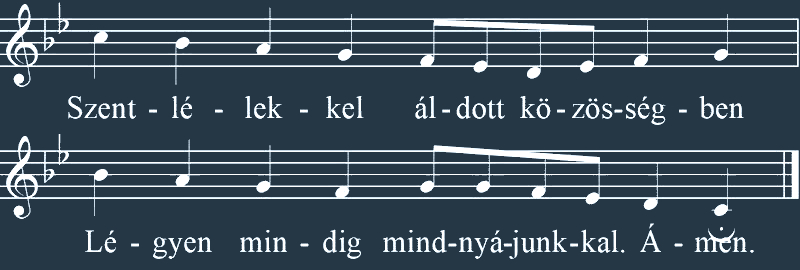 Szent - lé - lek - kel ál - dott kö - zös-ség - ben
Lé - gyen min - dig mind-nyá-junk-kal. Á - men.